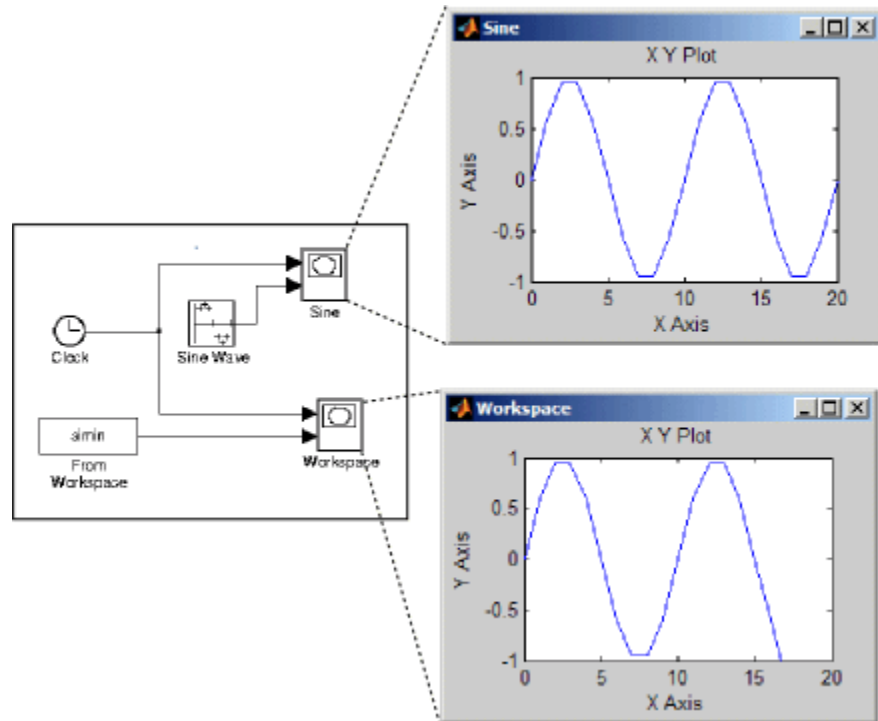 Sine
X Y Plot
1
0.5
0
-0.5
-1
Y Axis
0 5 10 15 20
X Axis
Sine
Clock
Sine Wave
simin
From
Workspace
Workspace
Workspace
X Y Plot
1
0.5
0
-0.5
-1
Y Axis
0 5 10 15 20
X Axis